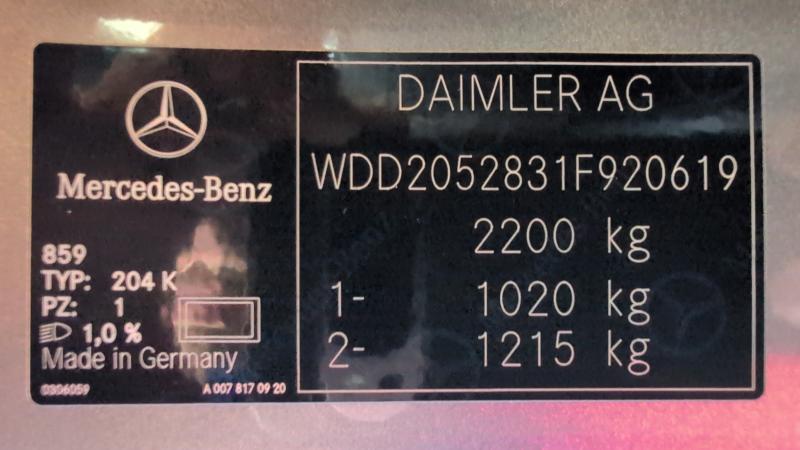 Mercedes-Benz
859
TYP: 204 K
PZ: 1
1,0 %
Made in Germany
0306059
A 007 817 09 20
DAIMLER AG
WDD2052831F920619
2200 kg
1- 1020 kg
2- 1215 kg